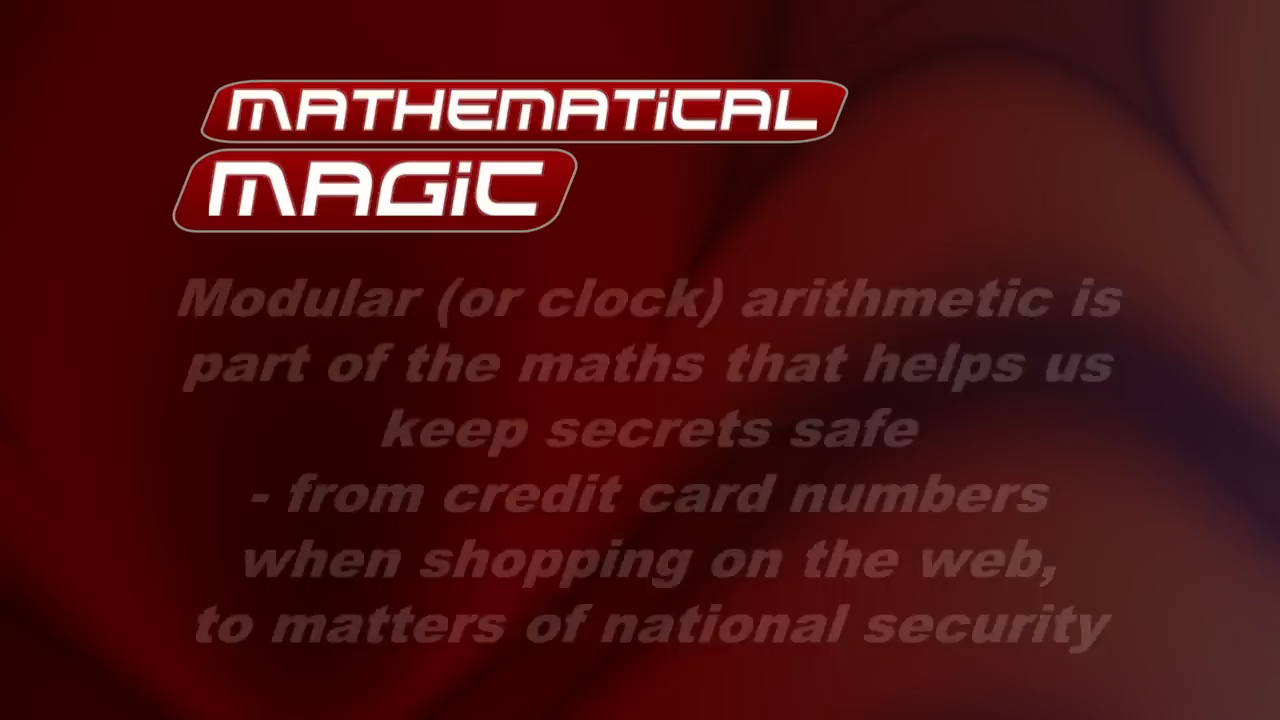 MATHEMATICAL
MAGIC
Modular (or clock) arithmetic is
part of the maths that helps us
keep secrets safe
- from credit card numbers
when shopping on the web,
to matters of national security